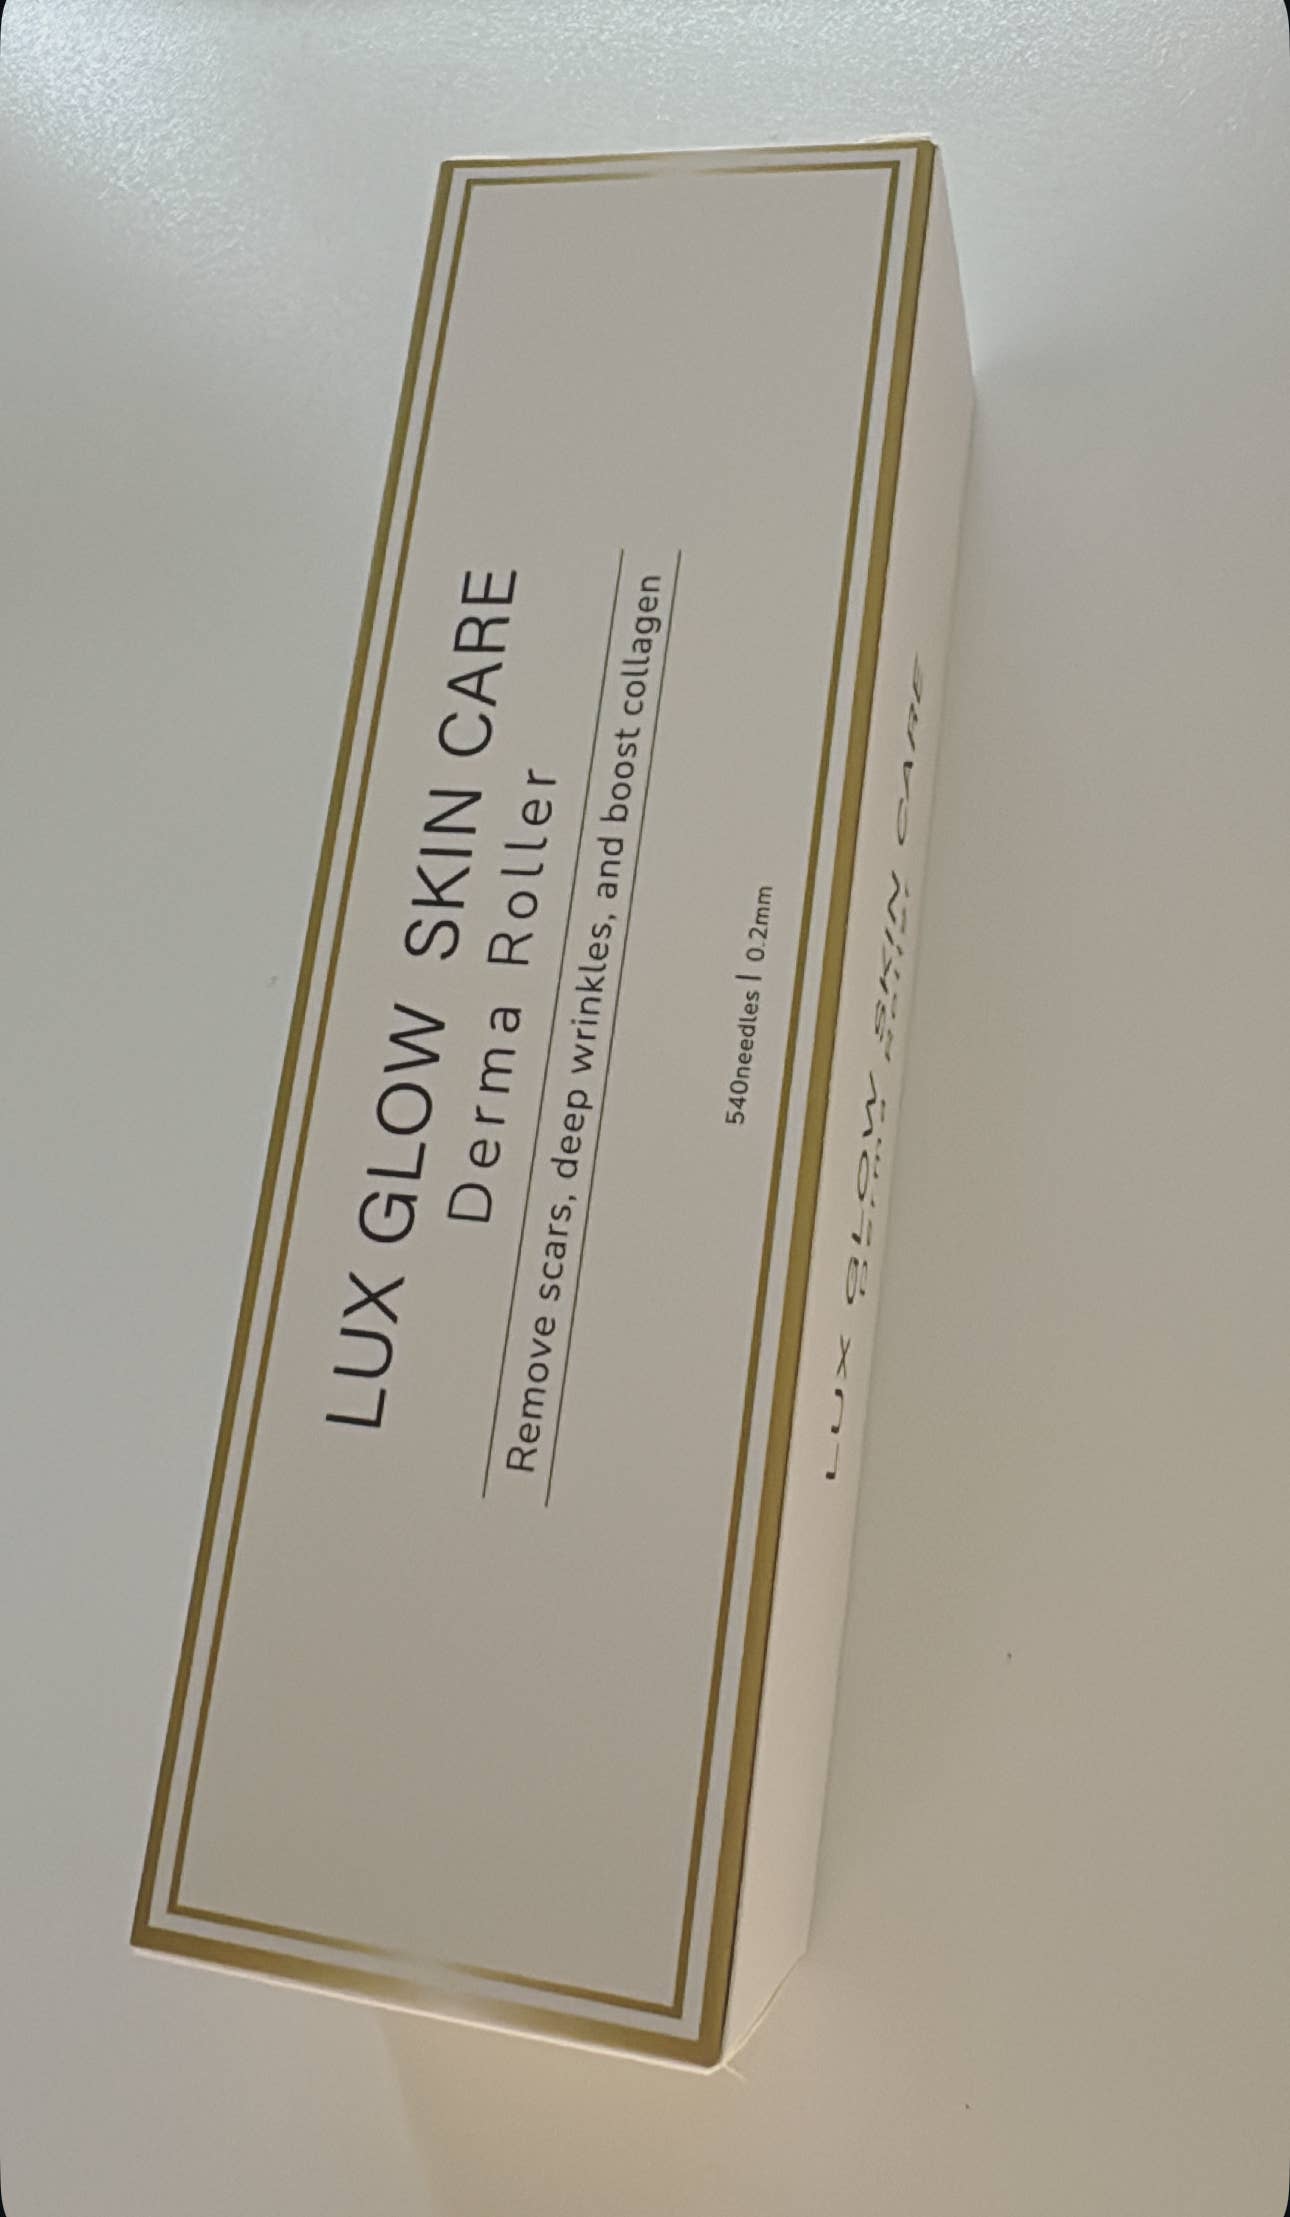 LUX GLOW SKIN CARE
Derma Roller
Remove scars, deep wrinkles, and boost collagen
540needles | 0.2mm
LUX GLOW SKIN CARE